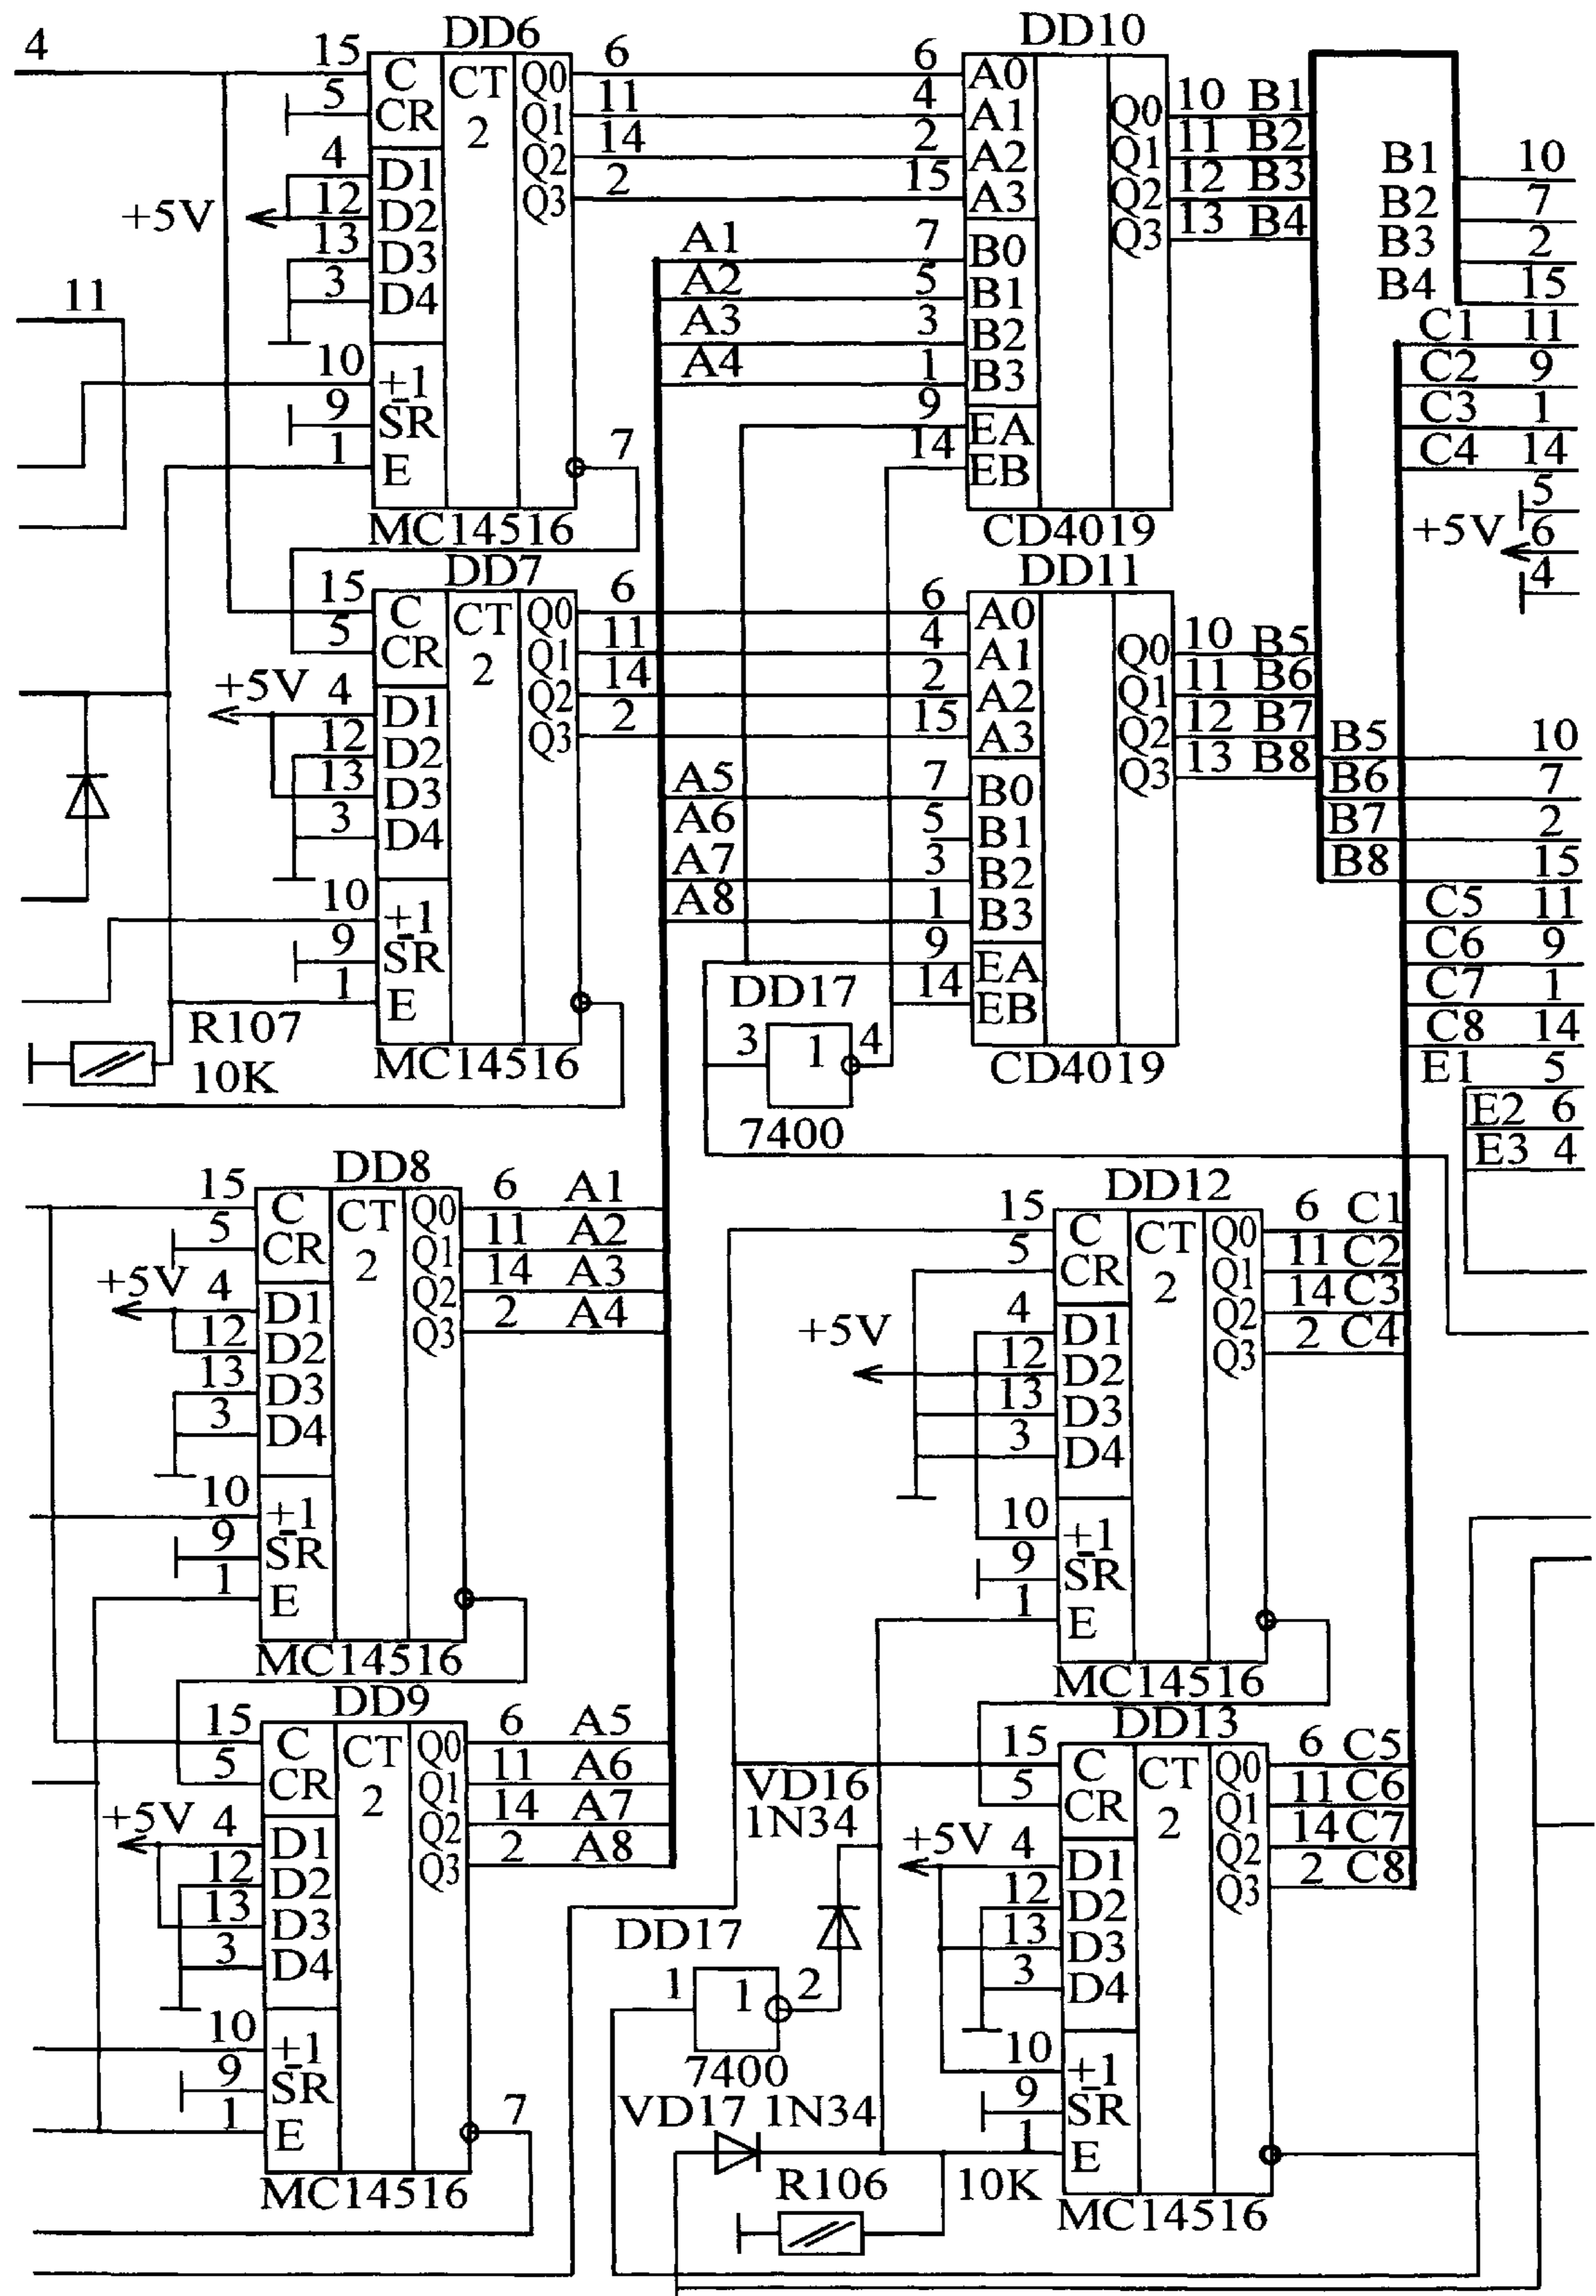 4
15 DD6 6
C CT Q0
5 CR 2 Q1 11
4 D1 Q2 14
+5V 12 D2 Q3 2
13 D3
3 D4
11
10 ±1
9 SR
1 E 7
MC14516
DD10
6 A0
4 A1 Q0 10 B1
2 A2 Q1 11 B2
15 A3 Q2 12 B3
Q3 13 B4
A1 7 B0
A2 5 B1
A3 3 B2
A4 1 B3
9 EA
14 EB
CD4019
B1 10
B2 7
B3 2
B4 15
C1 11
C2 9
C3 1
C4 14
5
+5V 6
4
DD7
15 C CT Q0 6
5 CR 2 Q1 11
+5V 4 D1 Q2 14
12 D2 Q3 2
13 D3
3 D4
10 ±1
9 SR
1 E
MC14516
R107
10K
DD11
6 A0
4 A1 Q0 10 B5
2 A2 Q1 11 B6
15 A3 Q2 12 B7
Q3 13 B8
A5 7 B0
A6 5 B1
A7 3 B2
A8 1 B3
9 EA
14 EB
CD4019
DD17
3 1 4
7400
B5 10
B6 7
B7 2
B8 15
C5 11
C6 9
C7 1
C8 14
E1 5
E2 6
E3 4
DD8
15 C CT Q0 6 A1
5 CR 2 Q1 11 A2
+5V 4 D1 Q2 14 A3
12 D2 Q3 2 A4
13 D3
3 D4
10 ±1
9 SR
1 E
MC14516
DD12
15 C CT Q0 6 C1
5 CR 2 Q1 11 C2
4 D1 Q2 14 C3
+5V 12 D2 Q3 2 C4
13 D3
3 D4
10 ±1
9 SR
1 E
MC14516
DD9
15 C CT Q0 6 A5
5 CR 2 Q1 11 A6
+5V 4 D1 Q2 14 A7
12 D2 Q3 2 A8
13 D3
3 D4
10 ±1
9 SR
1 E 7
MC14516
DD13
15 C CT Q0 6 C5
5 CR 2 Q1 11 C6
+5V 4 D1 Q2 14 C7
12 D2 Q3 2 C8
13 D3
3 D4
10 ±1
9 SR
1 E
MC14516
VD16
1N34
DD17
1 1 2
7400
VD17 1N34
R106 10K